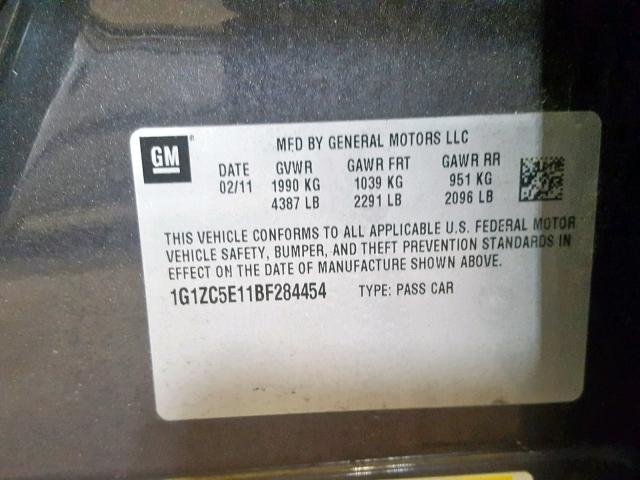 GM ®
MFD BY GENERAL MOTORS LLC
DATE GVWR GAWR FRT GAWR RR
02/11 1990 KG 1039 KG 951 KG
4387 LB 2291 LB 2096 LB
THIS VEHICLE CONFORMS TO ALL APPLICABLE U.S. FEDERAL MOTOR
VEHICLE SAFETY, BUMPER, AND THEFT PREVENTION STANDARDS IN
EFFECT ON THE DATE OF MANUFACTURE SHOWN ABOVE.
1G1ZC5E11BF284454 TYPE: PASS CAR